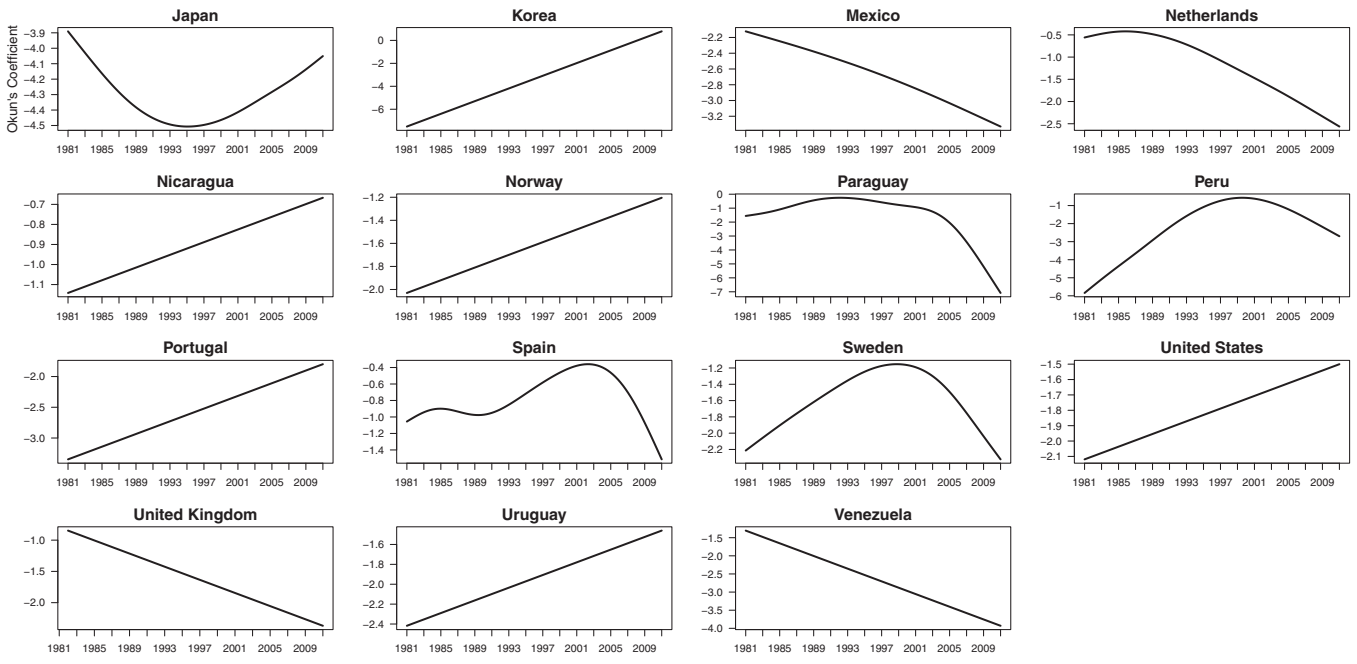 Japan
Korea
Mexico
Netherlands
Okun's Coefficient
−3.9
−4.0
−4.1
−4.2
−4.3
−4.4
−4.5
1981 1985 1989 1993 1997 2001 2005 2009
0
−2
−4
−6
1981 1985 1989 1993 1997 2001 2005 2009
−2.2
−2.4
−2.6
−2.8
−3.0
−3.2
1981 1985 1989 1993 1997 2001 2005 2009
−0.5
−1.0
−1.5
−2.0
−2.5
1981 1985 1989 1993 1997 2001 2005 2009
Nicaragua
Norway
Paraguay
Peru
−0.7
−0.8
−0.9
−1.0
−1.1
1981 1985 1989 1993 1997 2001 2005 2009
−1.2
−1.4
−1.6
−1.8
−2.0
1981 1985 1989 1993 1997 2001 2005 2009
0
−1
−2
−3
−4
−5
−6
−7
1981 1985 1989 1993 1997 2001 2005 2009
−1
−2
−3
−4
−5
−6
1981 1985 1989 1993 1997 2001 2005 2009
Portugal
Spain
Sweden
United States
−2.0
−2.5
−3.0
1981 1985 1989 1993 1997 2001 2005 2009
−0.4
−0.6
−0.8
−1.0
−1.2
−1.4
1981 1985 1989 1993 1997 2001 2005 2009
−1.2
−1.4
−1.6
−1.8
−2.0
−2.2
1981 1985 1989 1993 1997 2001 2005 2009
−1.5
−1.6
−1.7
−1.8
−1.9
−2.0
−2.1
1981 1985 1989 1993 1997 2001 2005 2009
United Kingdom
Uruguay
Venezuela
−1.0
−1.5
−2.0
1981 1985 1989 1993 1997 2001 2005 2009
−1.6
−1.8
−2.0
−2.2
−2.4
1981 1985 1989 1993 1997 2001 2005 2009
−1.5
−2.0
−2.5
−3.0
−3.5
−4.0
1981 1985 1989 1993 1997 2001 2005 2009